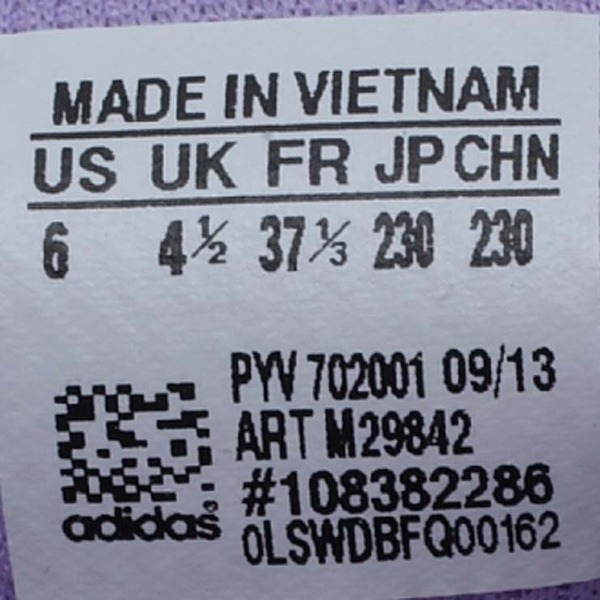 MADE IN VIETNAM
US UK FR JP CHN
6 4½ 37⅓ 230 230
PYV 702001 09/13
ART M29842
#108382286
adidas®
0LSWDBFQ00162